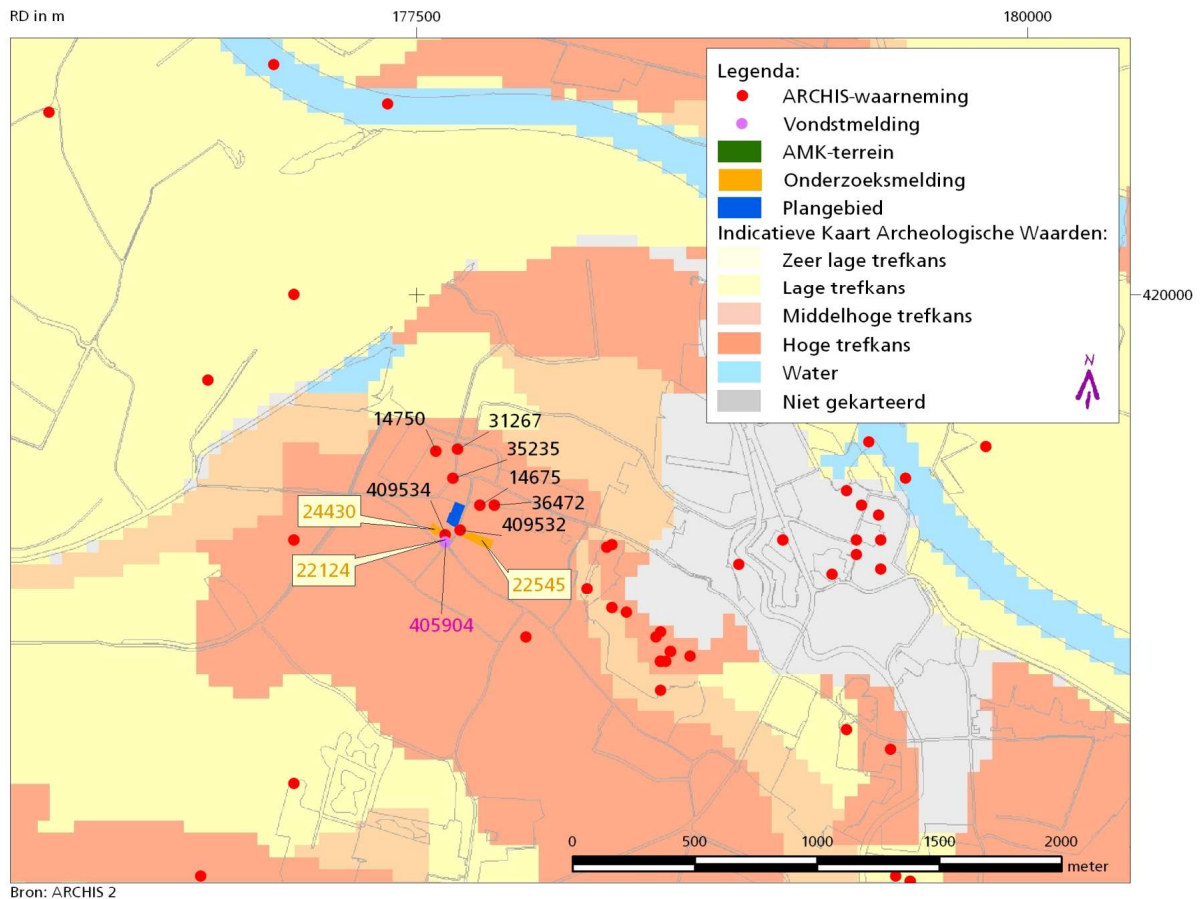 RD in m
177500
180000
Legenda:
ARCHIS-waarneming
Vondstmelding
AMK-terrein
Onderzoeksmelding
Plangebied
Indicatieve Kaart Archeologische Waarden:
Zeer lage trefkans
Lage trefkans
Middelhoge trefkans
Hoge trefkans
Water
Niet gekarteerd
N
420000
14750
31267
35235
14675
409534
36472
24430
409532
22124
22545
405904
0 500 1000 1500 2000
meter
Bron: ARCHIS 2